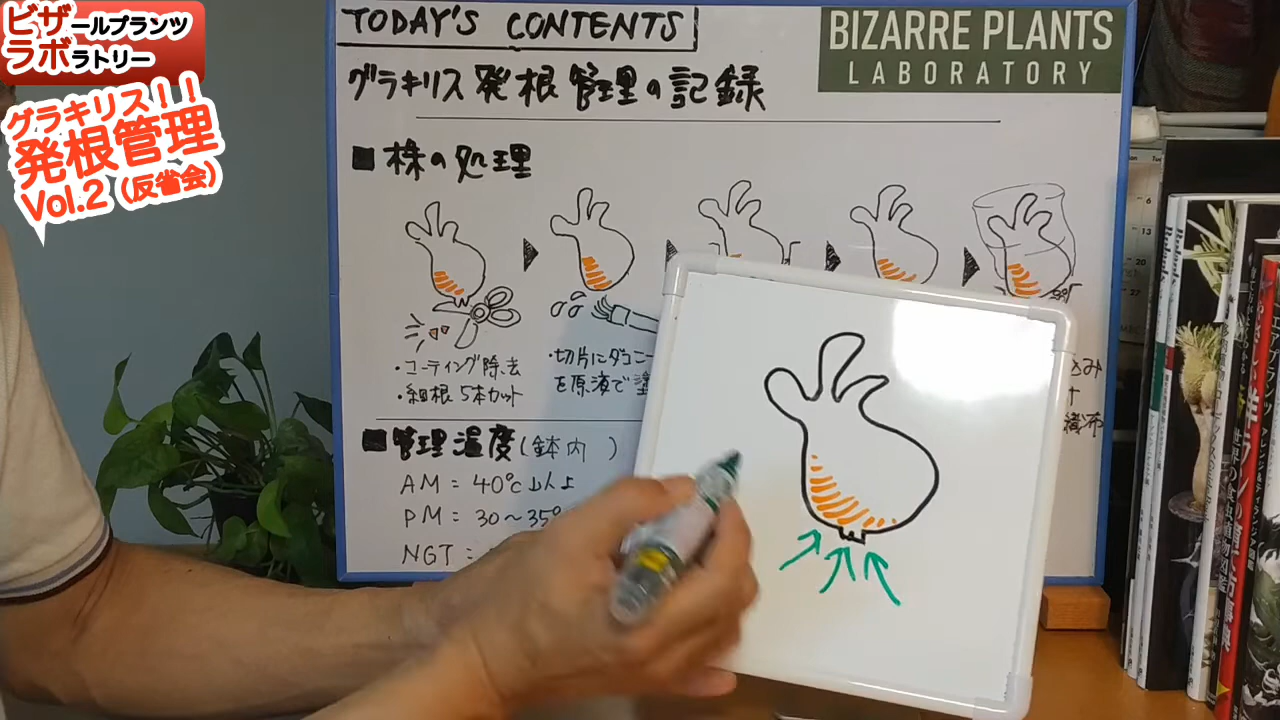 ビザールプランツ
ラボラトリー
グラキリス！！
発根管理
Vol.2（反省会）
TODAY'S CONTENTS
グラキリス発根管理の記録
BIZARRE PLANTS
LABORATORY
■株の処理
・コーティング除去
・細根5本カット
・切片にダコニー
を原液で塗
込み
織布
■管理温度(鉢内)
AM = 40℃以上
PM = 30〜35°
NGT =